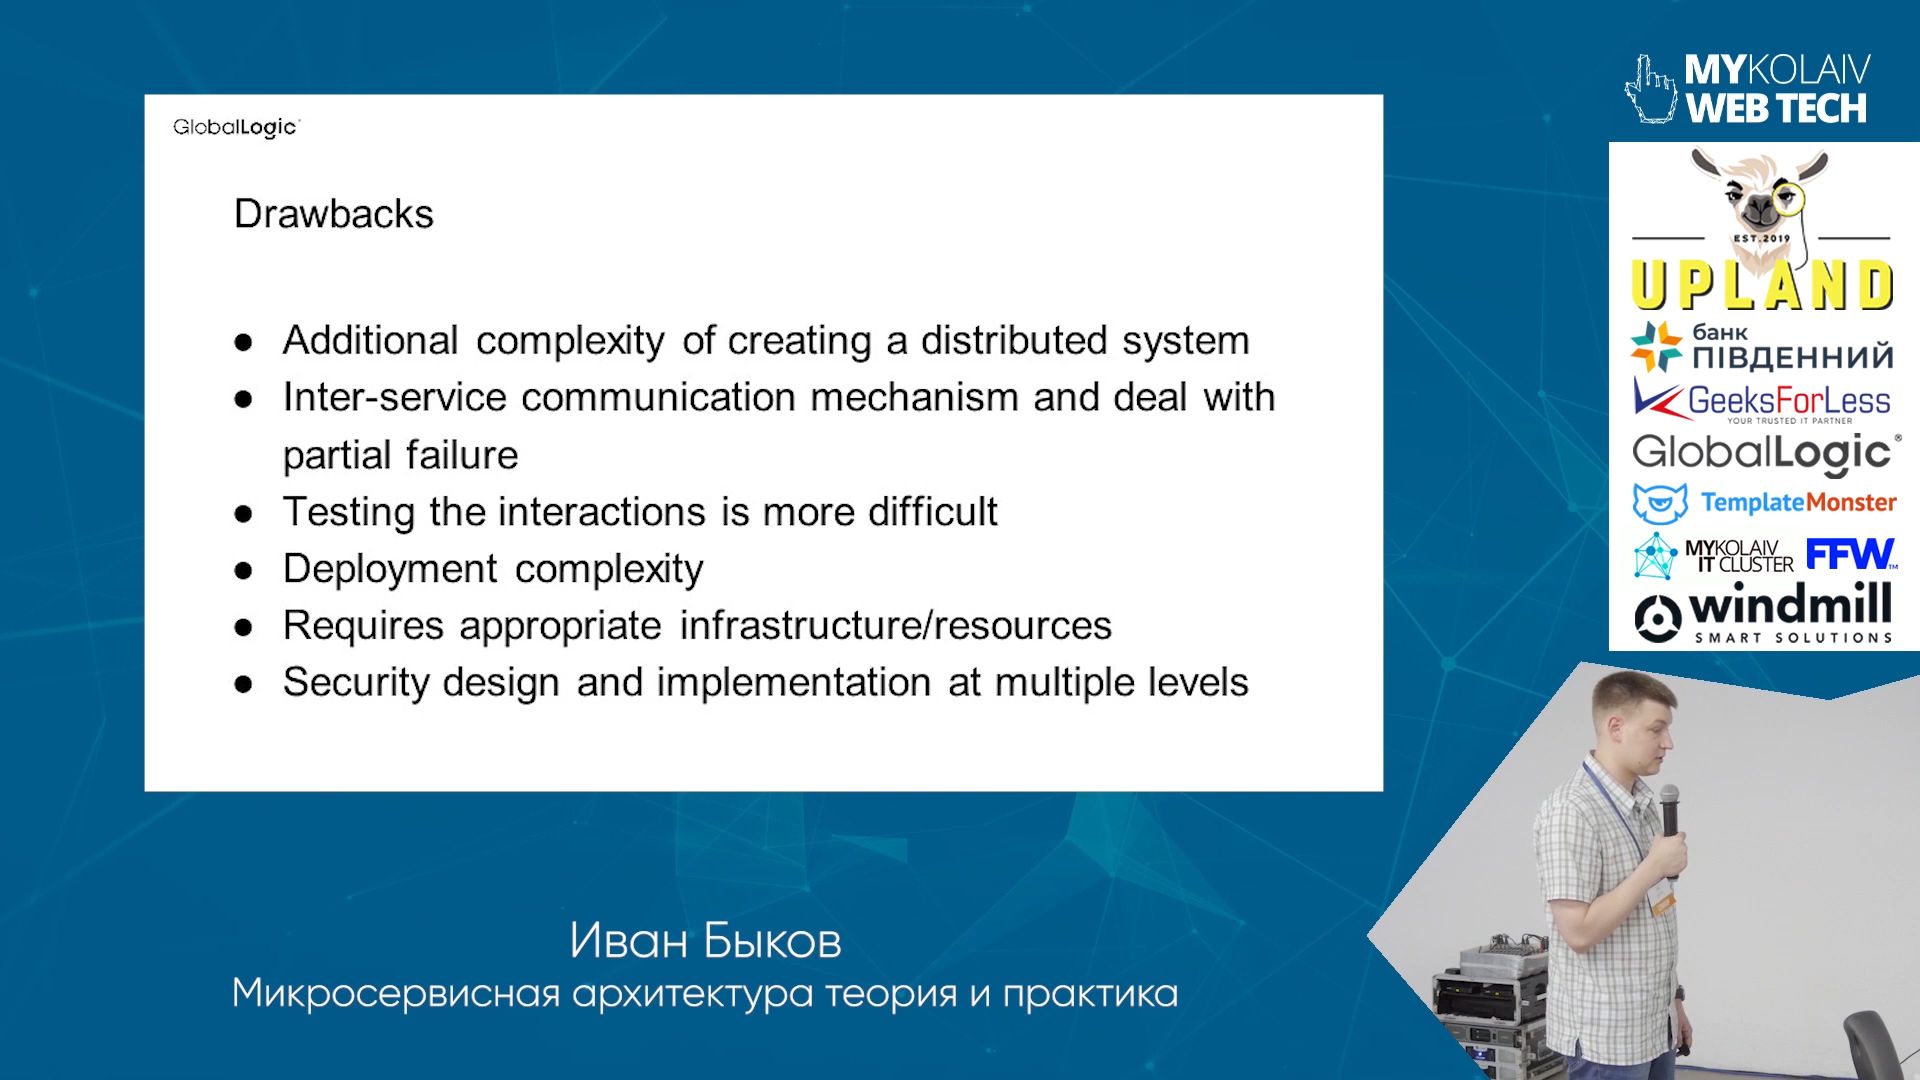 GlobalLogic
Drawbacks
● Additional complexity of creating a distributed system
● Inter-service communication mechanism and deal with
partial failure
● Testing the interactions is more difficult
● Deployment complexity
● Requires appropriate infrastructure/resources
● Security design and implementation at multiple levels
Иван Быков
Микросервисная архитектура теория и практика
MYKOLAIV
WEB TECH
EST.2019
UPLAND
банк
ПІВДЕННИЙ
GeeksForLess
YOUR TRUSTED IT PARTNER
GlobalLogic®
TemplateMonster
MYKOLAIV
IT CLUSTER
FFW™
windmill
SMART SOLUTIONS